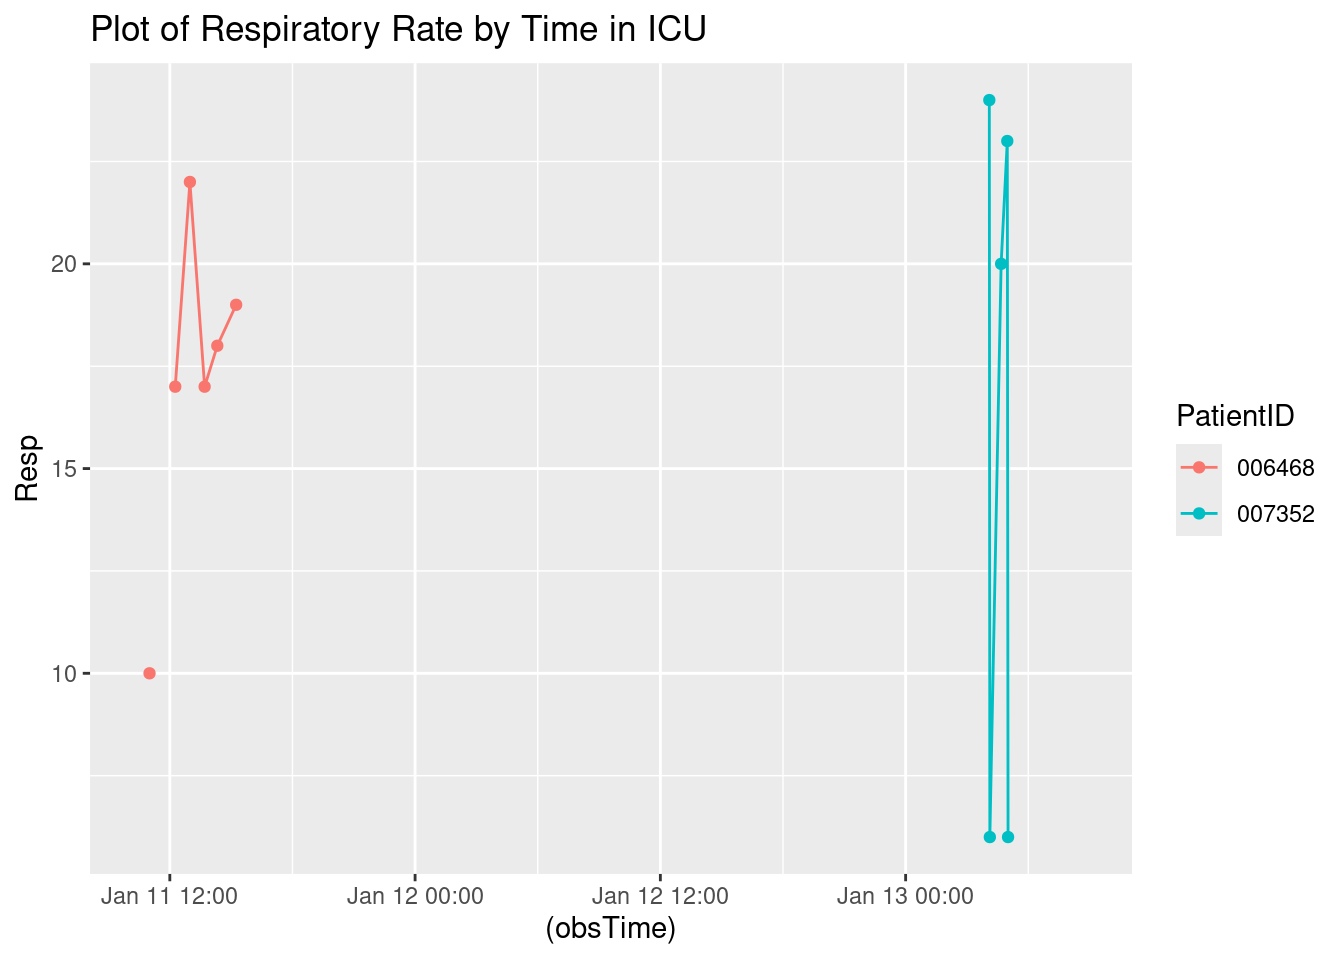 Plot of Respiratory Rate by Time in ICU
Resp
20
15
10
Jan 11 12:00
Jan 12 00:00
Jan 12 12:00
Jan 13 00:00
(obsTime)
PatientID
006468
007352